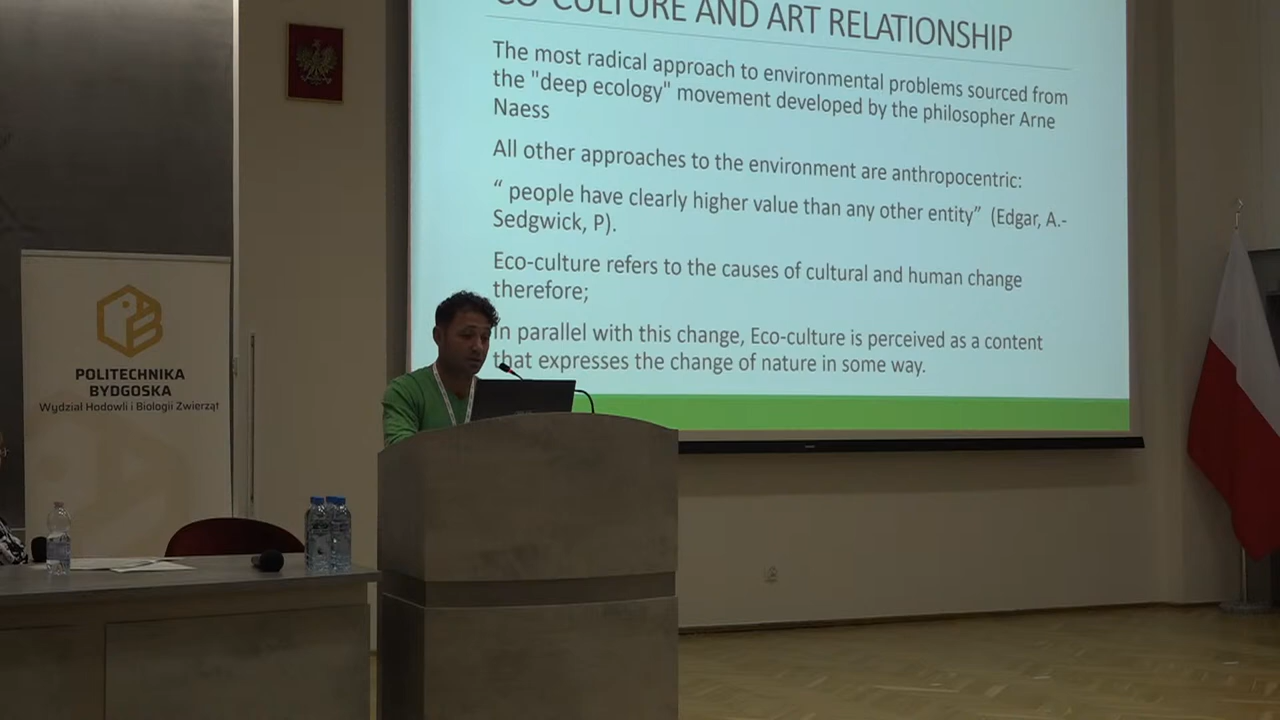 CO-CULTURE AND ART RELATIONSHIP
The most radical approach to environmental problems sourced from
the "deep ecology" movement developed by the philosopher Arne
Naess
All other approaches to the environment are anthropocentric:
“ people have clearly higher value than any other entity” (Edgar, A.-
Sedgwick, P).
Eco-culture refers to the causes of cultural and human change
therefore;
In parallel with this change, Eco-culture is perceived as a content
that expresses the change of nature in some way.
POLITECHNIKA
BYDGOSKA
Wydział Hodowli i Biologii Zwierząt